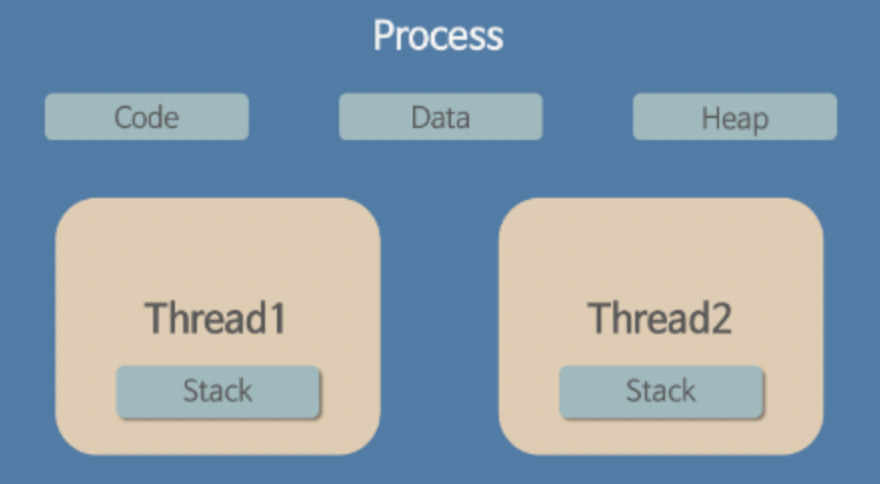 Process
Code
Data
Heap
Thread1
Thread2
Stack
Stack